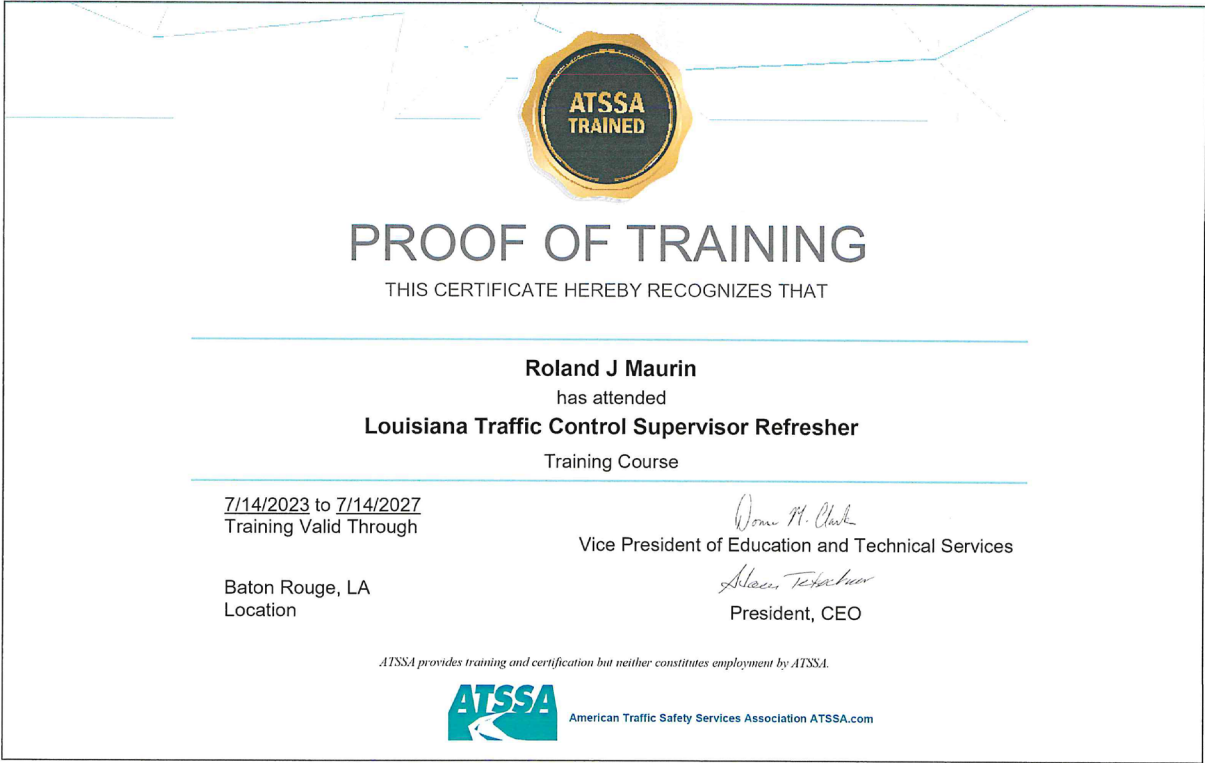 ATSSA
TRAINED
PROOF OF TRAINING
THIS CERTIFICATE HEREBY RECOGNIZES THAT
Roland J Maurin
has attended
Louisiana Traffic Control Supervisor Refresher
Training Course
7/14/2023 to 7/14/2027
Training Valid Through
Baton Rouge, LA
Location
Donna M. Clark
Vice President of Education and Technical Services
President, CEO
ATSSA provides training and certification but neither constitutes employment by ATSSA.
ATSSA
American Traffic Safety Services Association ATSSA.com